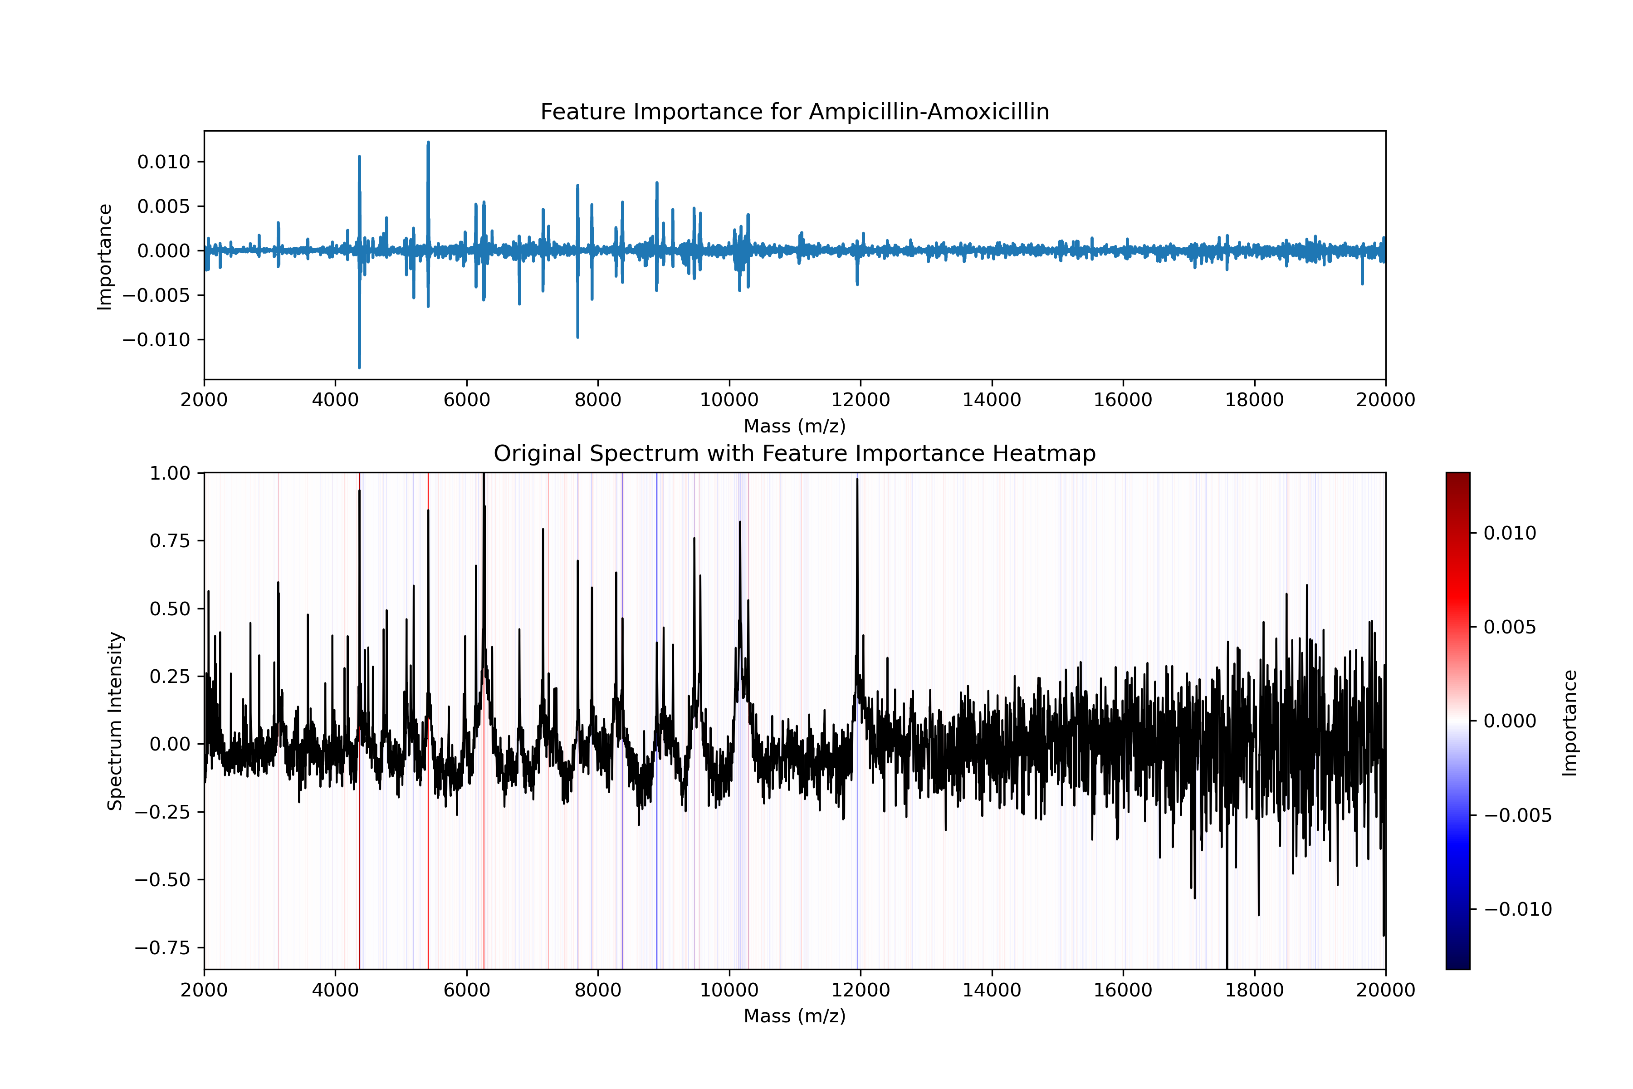 Feature Importance for Ampicillin-Amoxicillin
0.010
0.005
0.000
−0.005
−0.010
Importance
2000 4000 6000 8000 10000 12000 14000 16000 18000 20000
Mass (m/z)
Original Spectrum with Feature Importance Heatmap
1.00
0.75
0.50
0.25
0.00
−0.25
−0.50
−0.75
Spectrum Intensity
2000 4000 6000 8000 10000 12000 14000 16000 18000 20000
Mass (m/z)
0.010
0.005
0.000
−0.005
−0.010
Importance